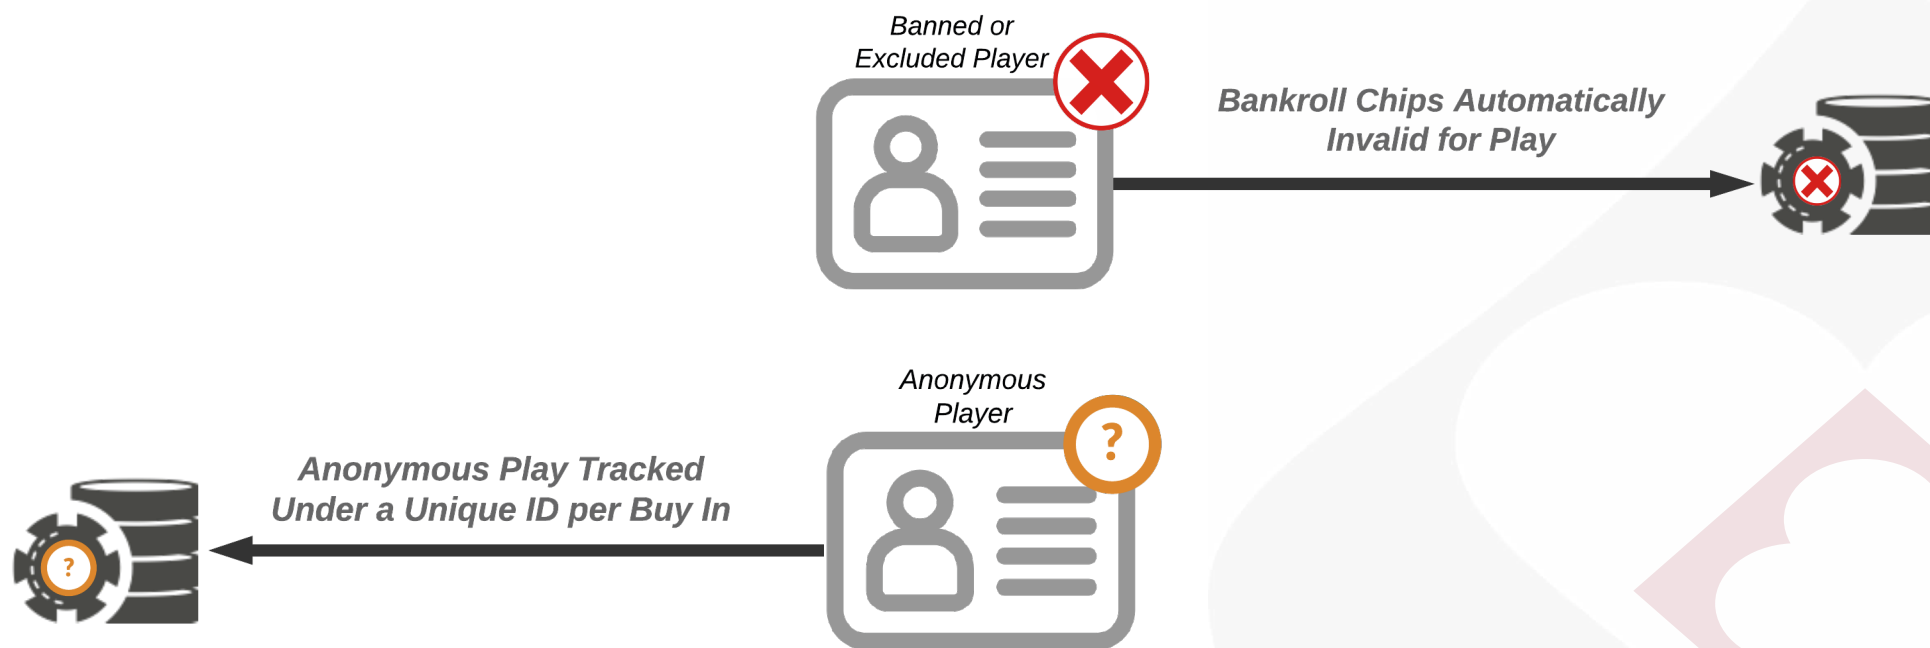 Banned or
Excluded Player
Bankroll Chips Automatically
Invalid for Play
Anonymous
Player
?
Anonymous Play Tracked
Under a Unique ID per Buy In
?